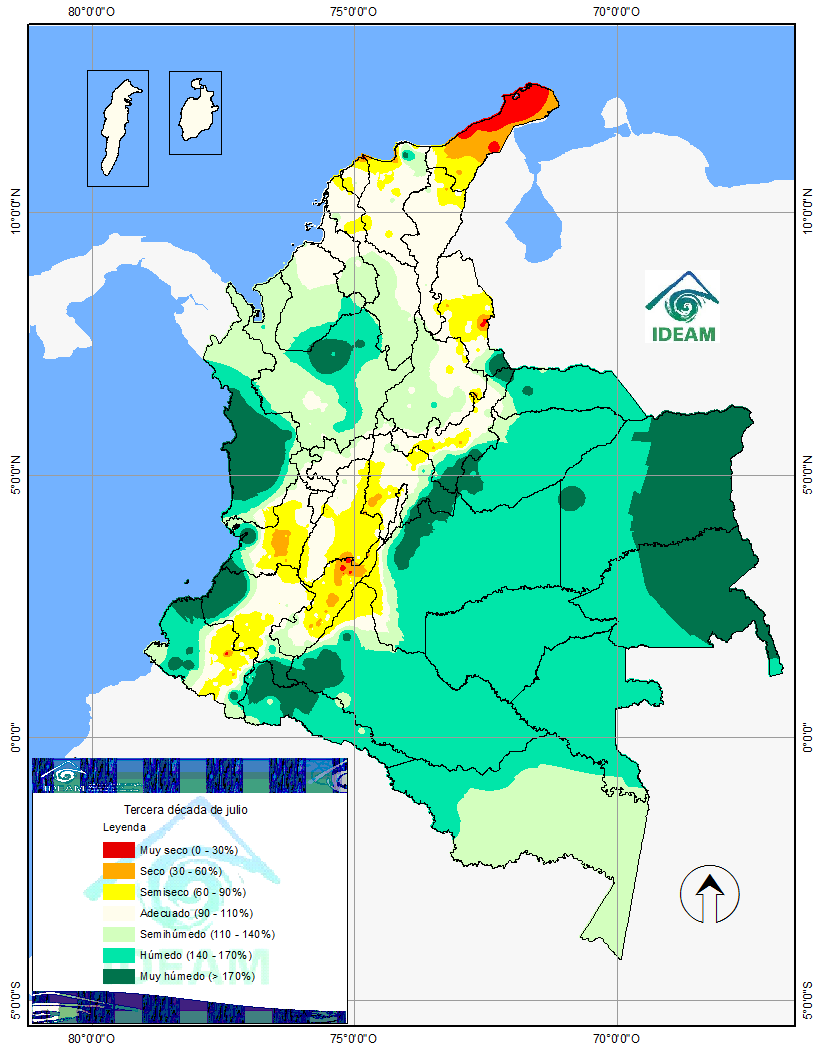 80°0'0"O 75°0'0"O 70°0'0"O
10°0'0"N 10°0'0"N
IDEAM
5°0'0"N 5°0'0"N
0°0'0" 0°0'0"
IDEAM
Tercera década de julio
Leyenda
Muy seco (0 - 30%)
Seco (30 - 60%)
Semiseco (60 - 90%)
Adecuado (90 - 110%)
Semihúmedo (110 - 140%)
Húmedo (140 - 170%)
Muy húmedo (> 170%)
IDEAM
5°0'0"S 5°0'0"S
80°0'0"O 75°0'0"O 70°0'0"O